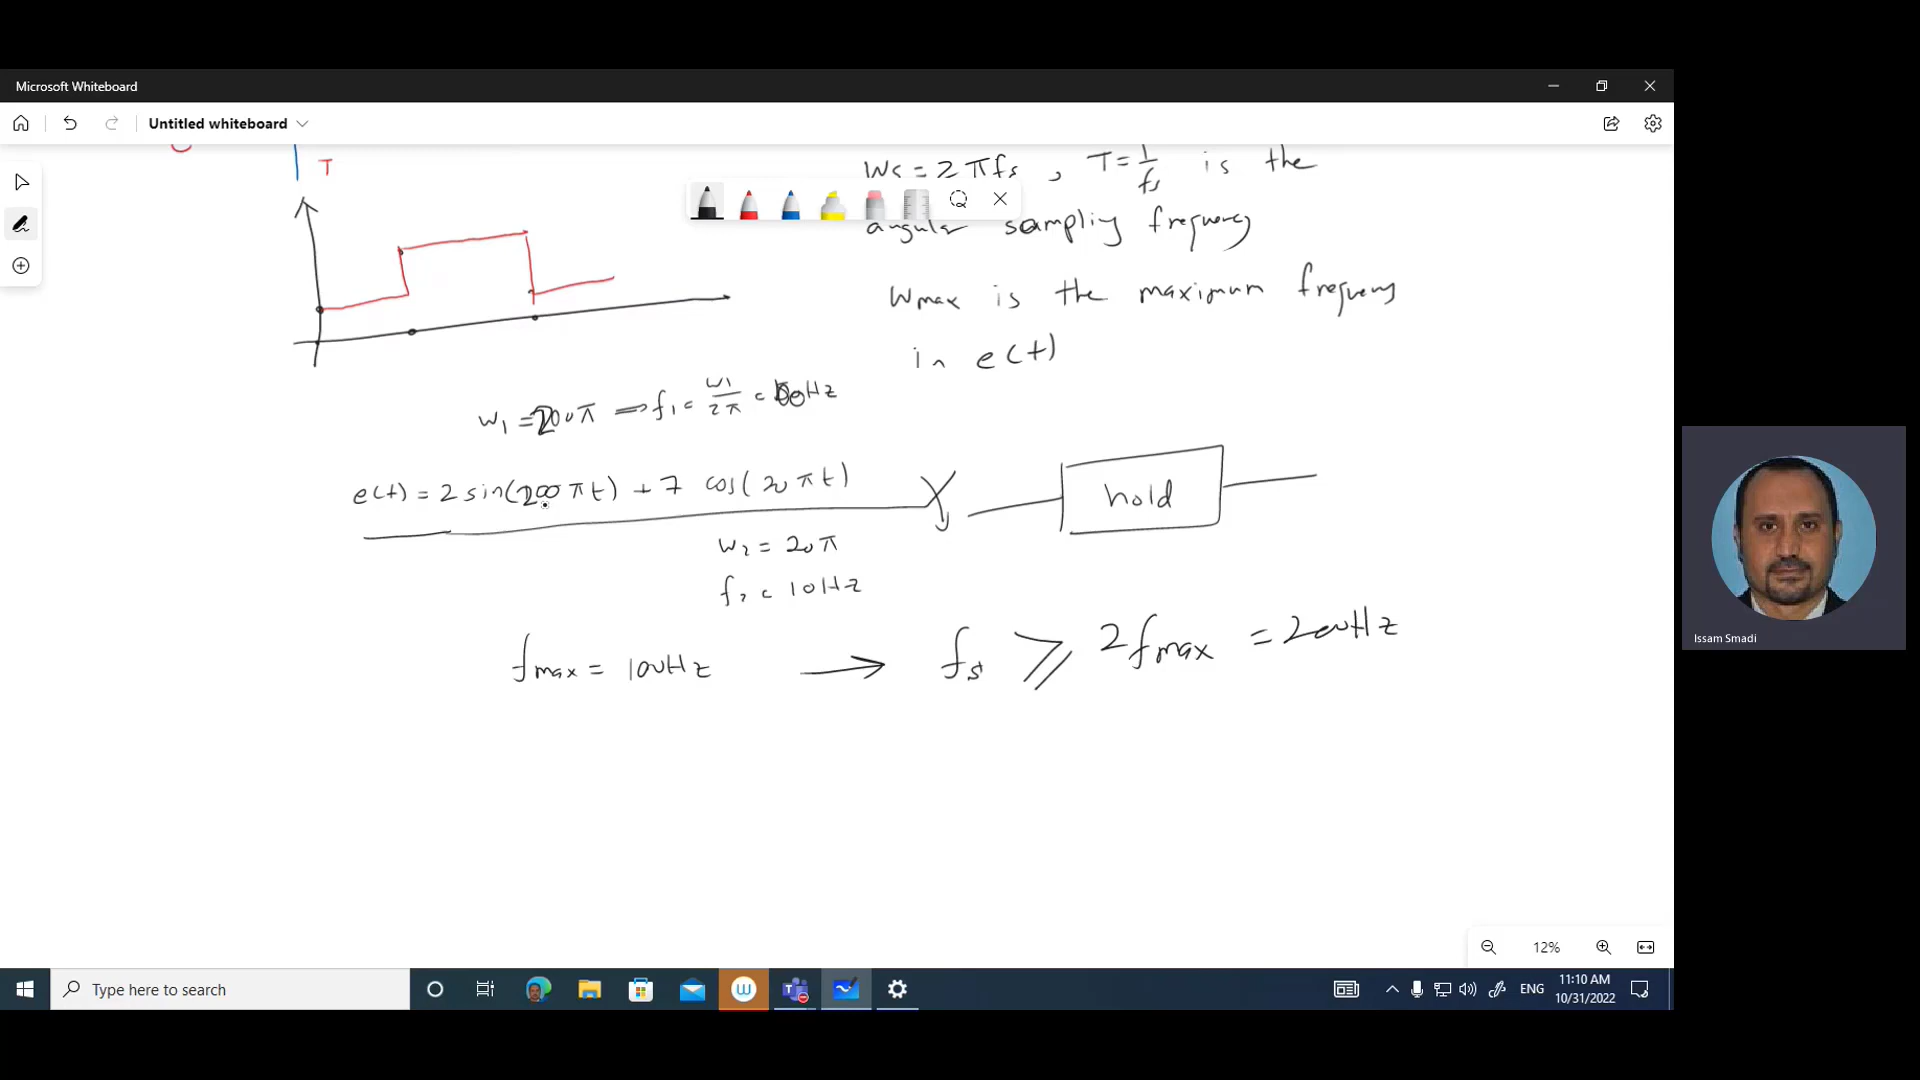 Microsoft Whiteboard
Untitled whiteboard
T
Ws = 2πfs , T = 1/fs is the
angular sampling frequency
Wmax is the maximum frequency
in e(t)
w1 = 200π ⟹ f1 = w1/2π = 100Hz
e(t) = 2 sin(200πt) + 7 cos(20πt)
hold
w2 = 20π
f2 = 10Hz
fmax = 100Hz → fs ≥ 2fmax = 200Hz
Issam Smadi
12%
Type here to search
W
T
ENG
11:10 AM
10/31/2022